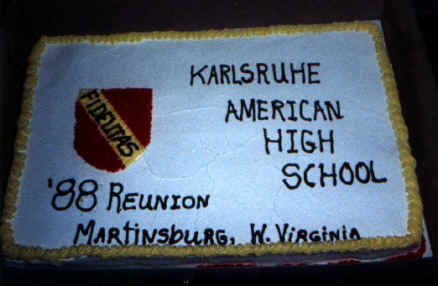 KARLSRUHE
FIDELITAS
AMERICAN
HIGH
SCHOOL
'88 REUNION
MARTINSBURG, W. VIRGINIA